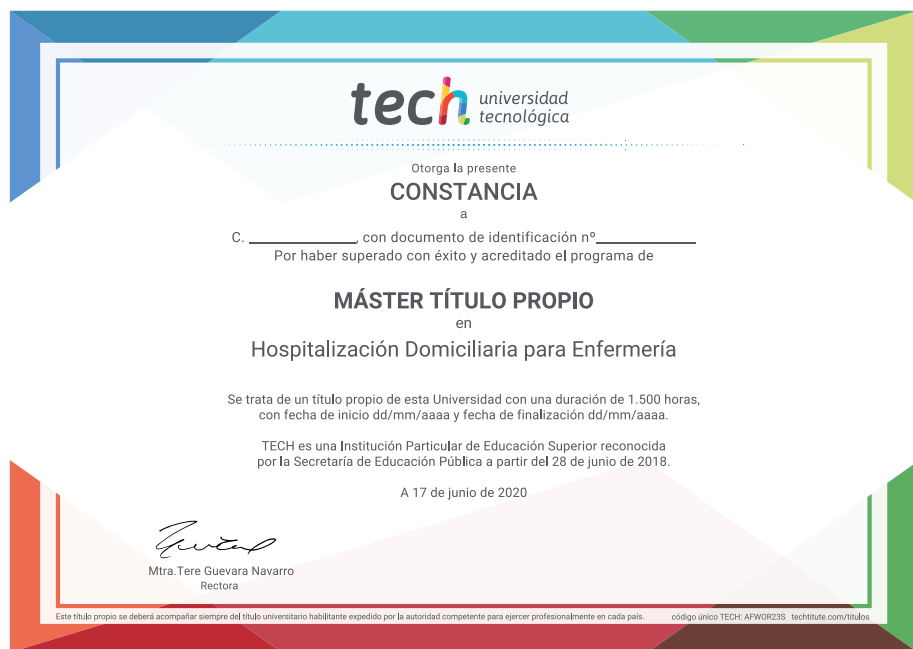 tech universidad
tecnológica
Otorga la presente
CONSTANCIA
a
C. ____________, con documento de identificación nº____________
Por haber superado con éxito y acreditado el programa de
MÁSTER TÍTULO PROPIO
en
Hospitalización Domiciliaria para Enfermería
Se trata de un título propio de esta Universidad con una duración de 1.500 horas,
con fecha de inicio dd/mm/aaaa y fecha de finalización dd/mm/aaaa.
TECH es una Institución Particular de Educación Superior reconocida
por la Secretaría de Educación Pública a partir del 28 de junio de 2018.
A 17 de junio de 2020
Mtra.Tere Guevara Navarro
Rectora
Este título propio se deberá acompañar siempre del título universitario habilitante expedido por la autoridad competente para ejercer profesionalmente en cada país. código único TECH: AFWOR23S techtitute.com/titulos